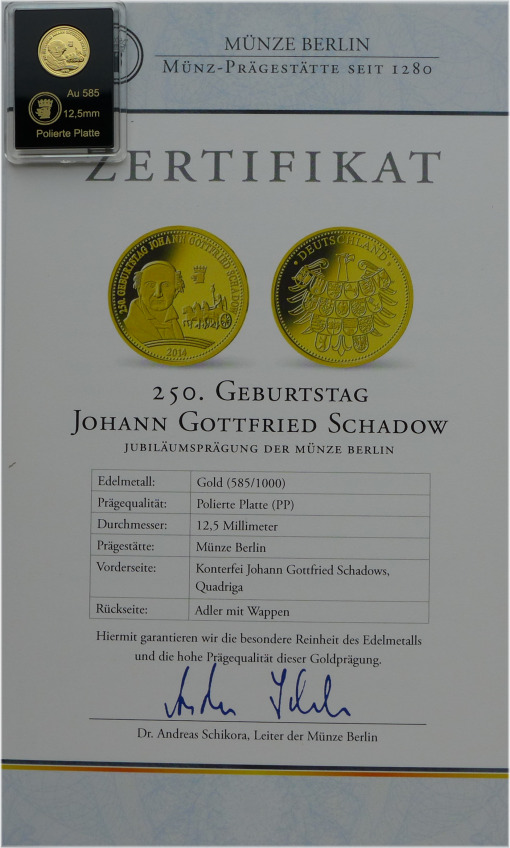 Au 585
12,5mm
Polierte Platte
MÜNZE BERLIN
MÜNZ-PRÄGESTÄTTE SEIT 1280
ZERTIFIKAT
250. GEBURTSTAG JOHANN GOTTFRIED SCHADOW
2014
·DEUTSCHLAND·
250. GEBURTSTAG
JOHANN GOTTFRIED SCHADOW
JUBILÄUMSPRÄGUNG DER MÜNZE BERLIN
Edelmetall: Gold (585/1000)
Prägequalität: Polierte Platte (PP)
Durchmesser: 12,5 Millimeter
Prägestätte: Münze Berlin
Vorderseite: Konterfei Johann Gottfried Schadows,
Quadriga
Rückseite: Adler mit Wappen
Hiermit garantieren wir die besondere Reinheit des Edelmetalls
und die hohe Prägequalität dieser Goldprägung.
Dr. Andreas Schikora, Leiter der Münze Berlin